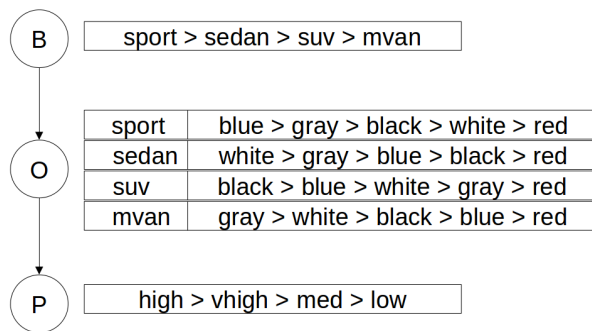 B sport > sedan > suv > mvan
sport blue > gray > black > white > red
O sedan white > gray > blue > black > red
suv black > blue > white > gray > red
mvan gray > white > black > blue > red
P high > vhigh > med > low